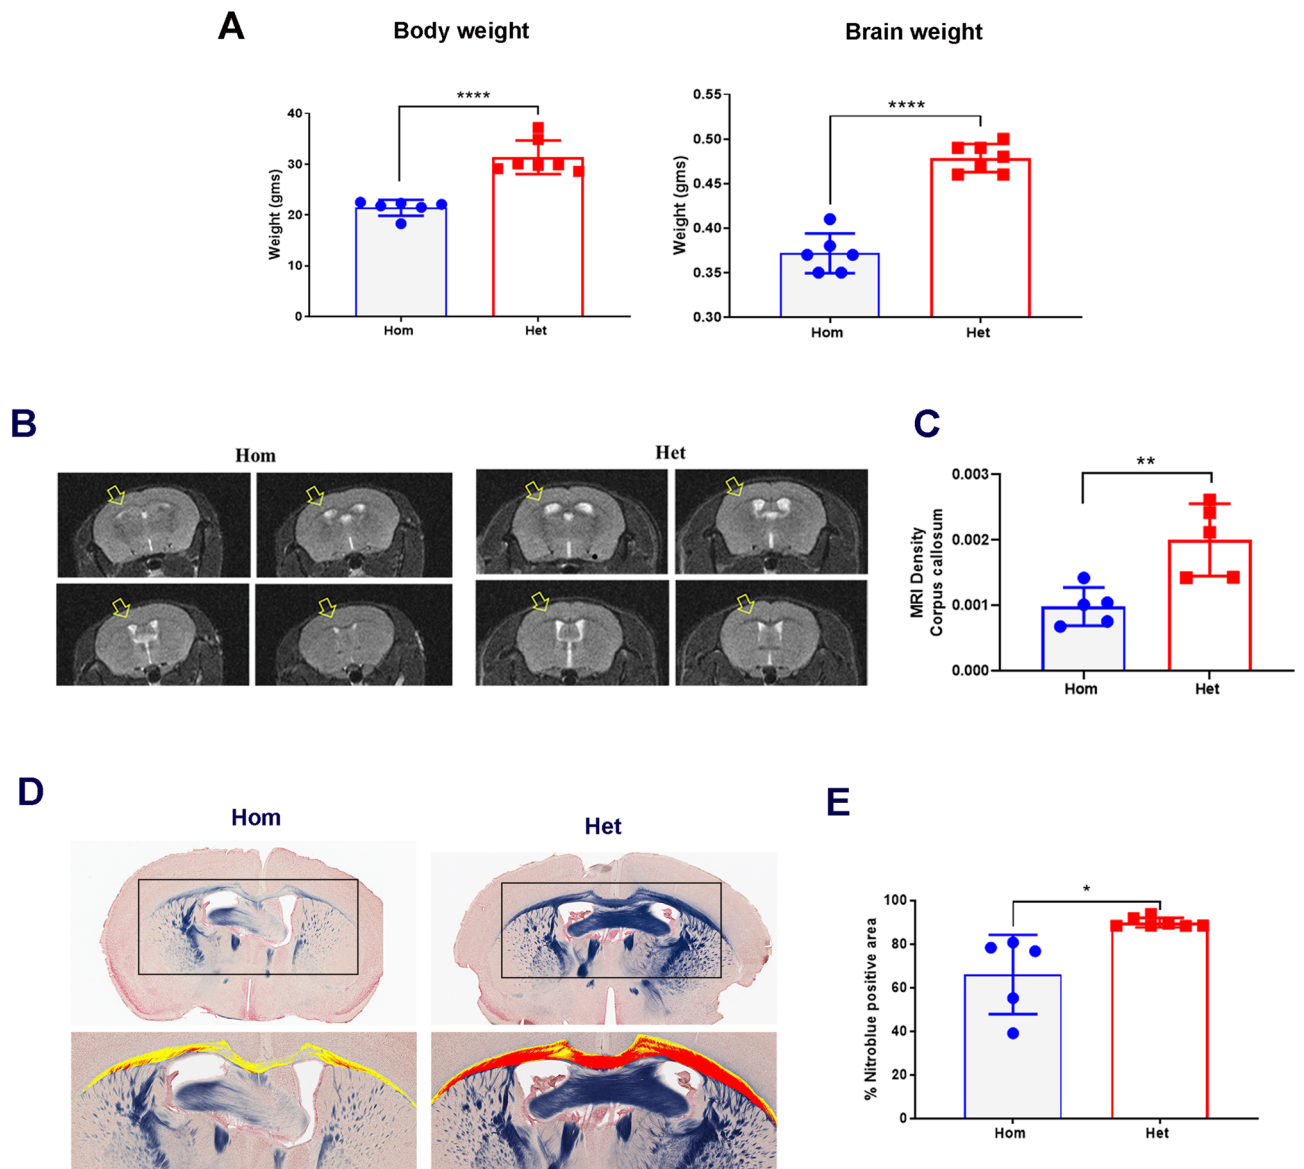 A
Body weight
Brain weight
****
****
40
30
20
10
0
Weight (gms)
Hom
Het
0.55
0.50
0.45
0.40
0.35
0.30
Weight (gms)
Hom
Het
B
Hom
Het
C
**
0.003
0.002
0.001
0.000
MRI Density
Corpus callosum
Hom
Het
D
Hom
Het
E
*
100
80
60
40
20
0
% Nitroblue positive area
Hom
Het